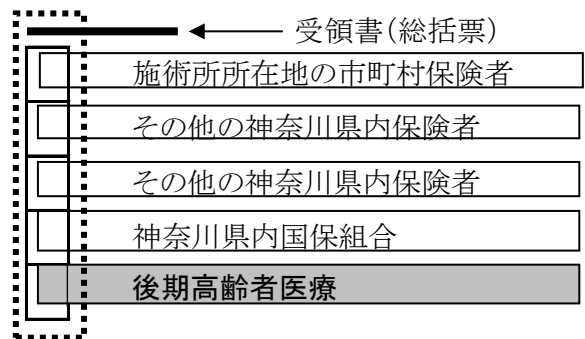 受領書(総括票)
施術所所在地の市町村保険者
その他の神奈川県内保険者
その他の神奈川県内保険者
神奈川県内国保組合
後期高齢者医療